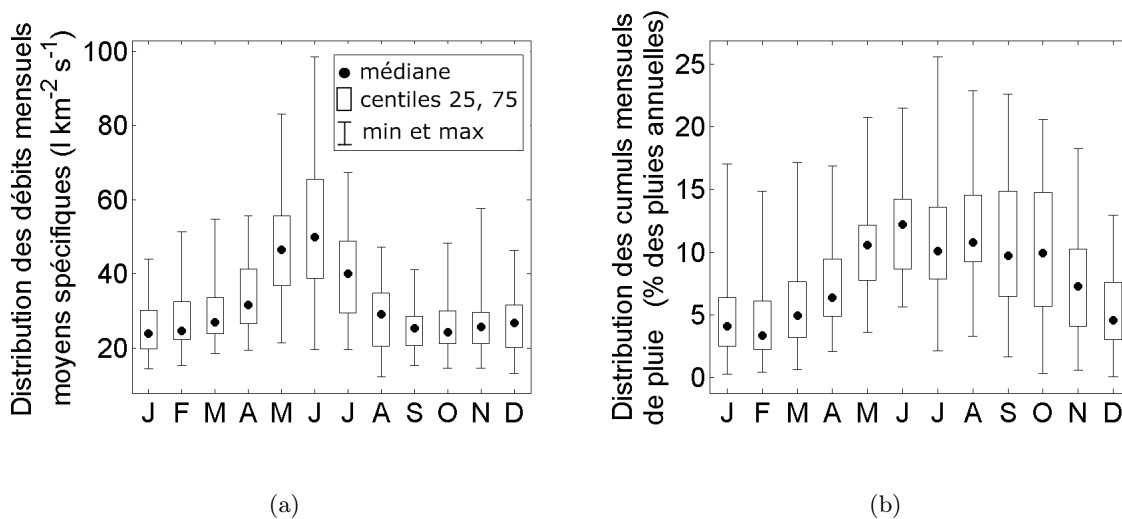 Distribution des débits mensuels
moyens spécifiques (l km-2 s-1)
100
80
60
40
20
médiane
centiles 25, 75
min et max
J F M A M J J A S O N D
(a)
Distribution des cumuls mensuels
de pluie (% des pluies annuelles)
25
20
15
10
5
0
J F M A M J J A S O N D
(b)